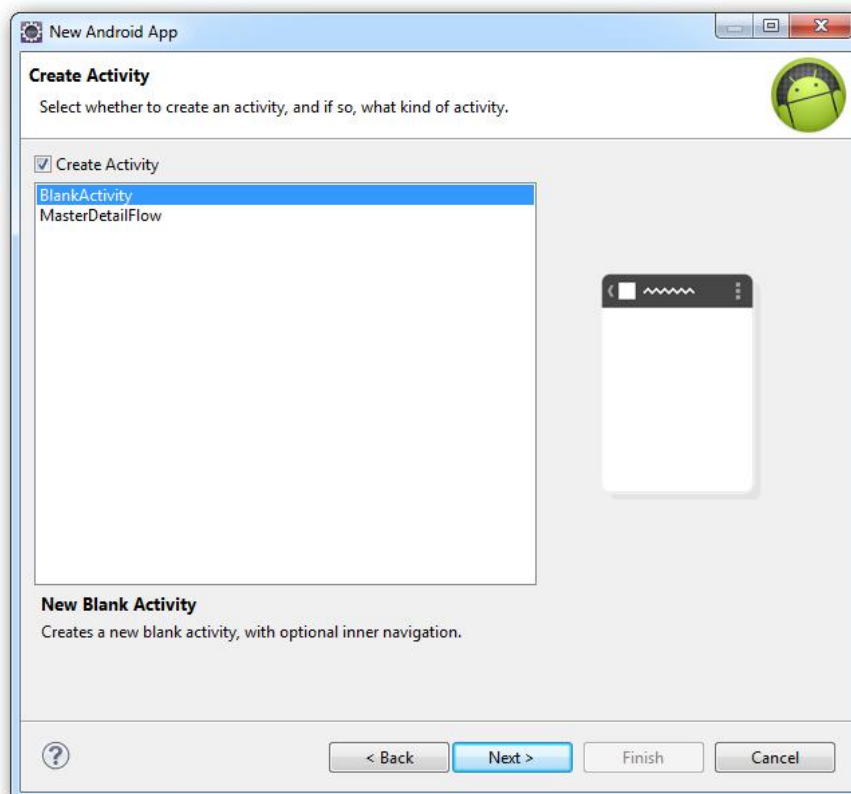 New Android App
Create Activity
Select whether to create an activity, and if so, what kind of activity.
Create Activity
BlankActivity
MasterDetailFlow
New Blank Activity
Creates a new blank activity, with optional inner navigation.
?
< Back
Next >
Finish
Cancel